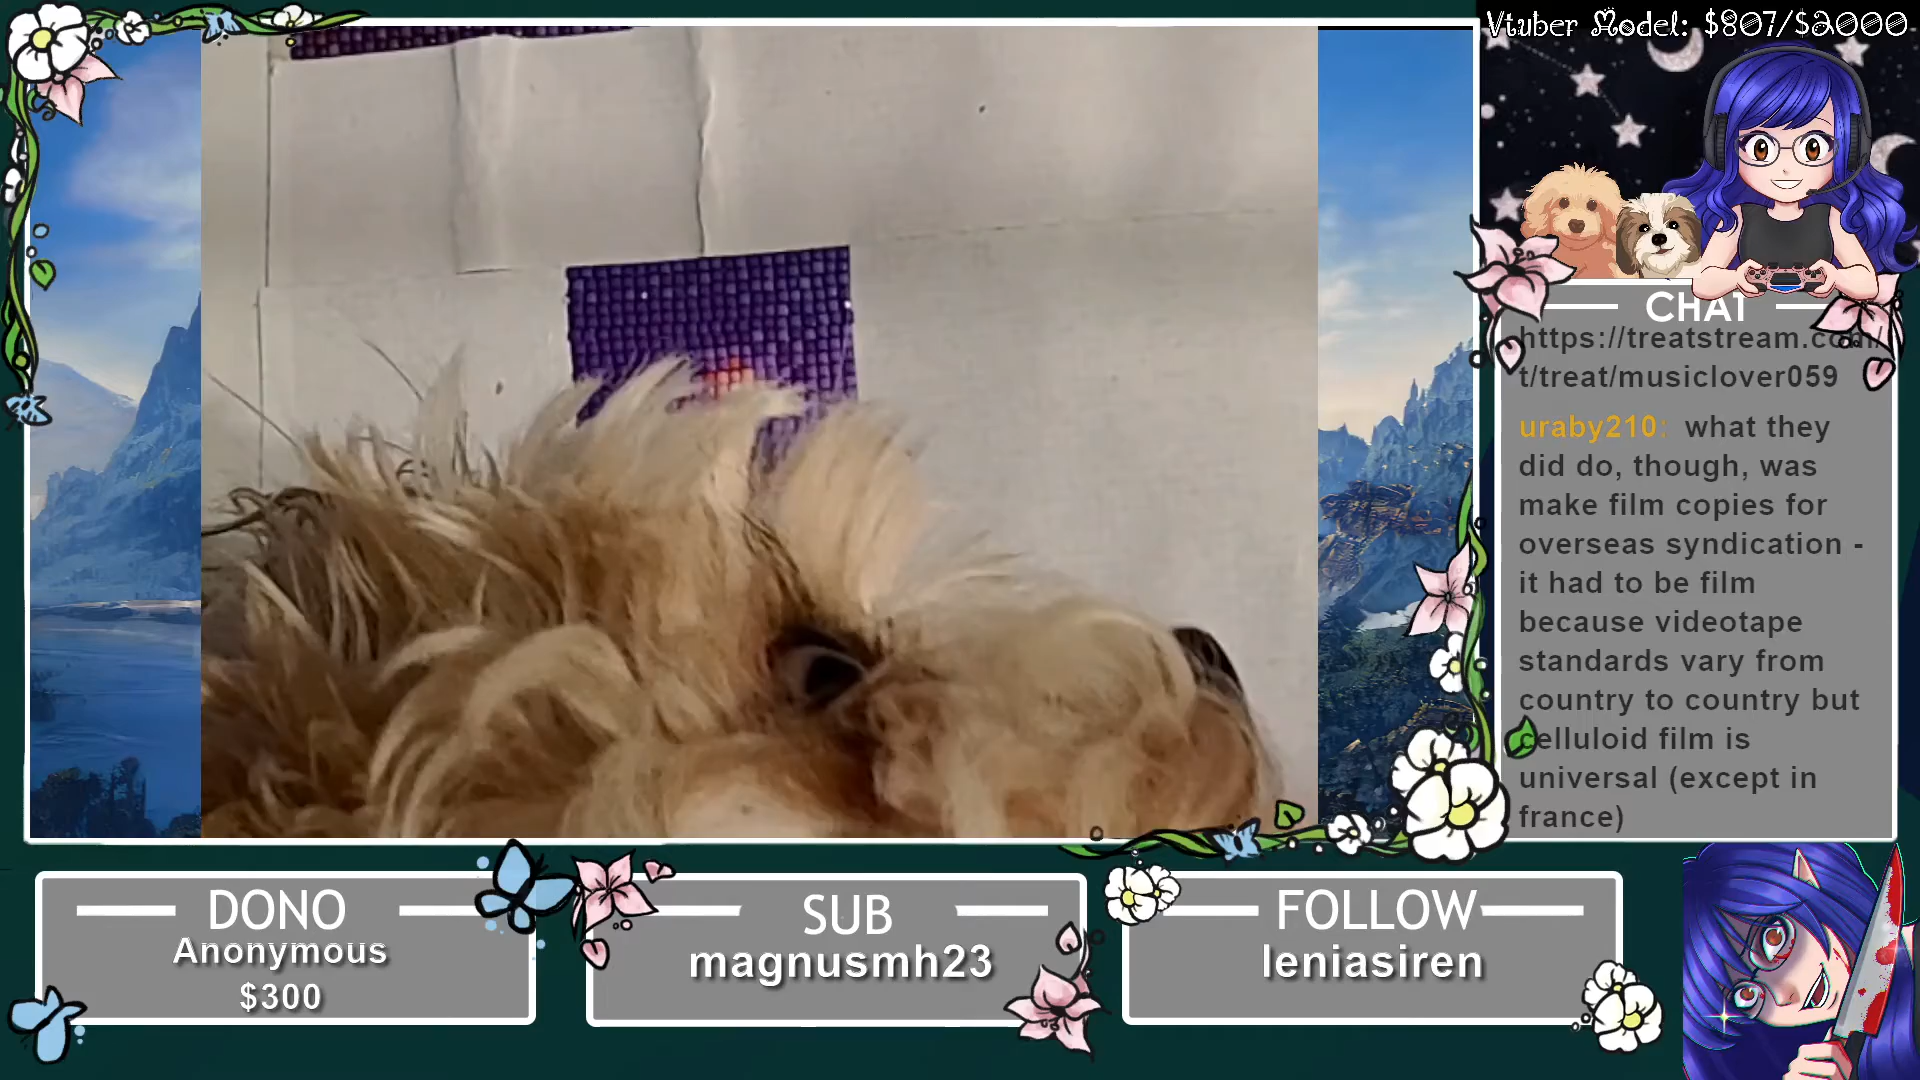 Vtuber Model: $807/$2000
CHAT
https://treatstream.com/
t/treat/musiclover059
uraby210: what they
did do, though, was
make film copies for
overseas syndication -
it had to be film
because videotape
standards vary from
country to country but
celluloid film is
universal (except in
france)
DONO
Anonymous
$300
SUB
magnusmh23
FOLLOW
leniasiren